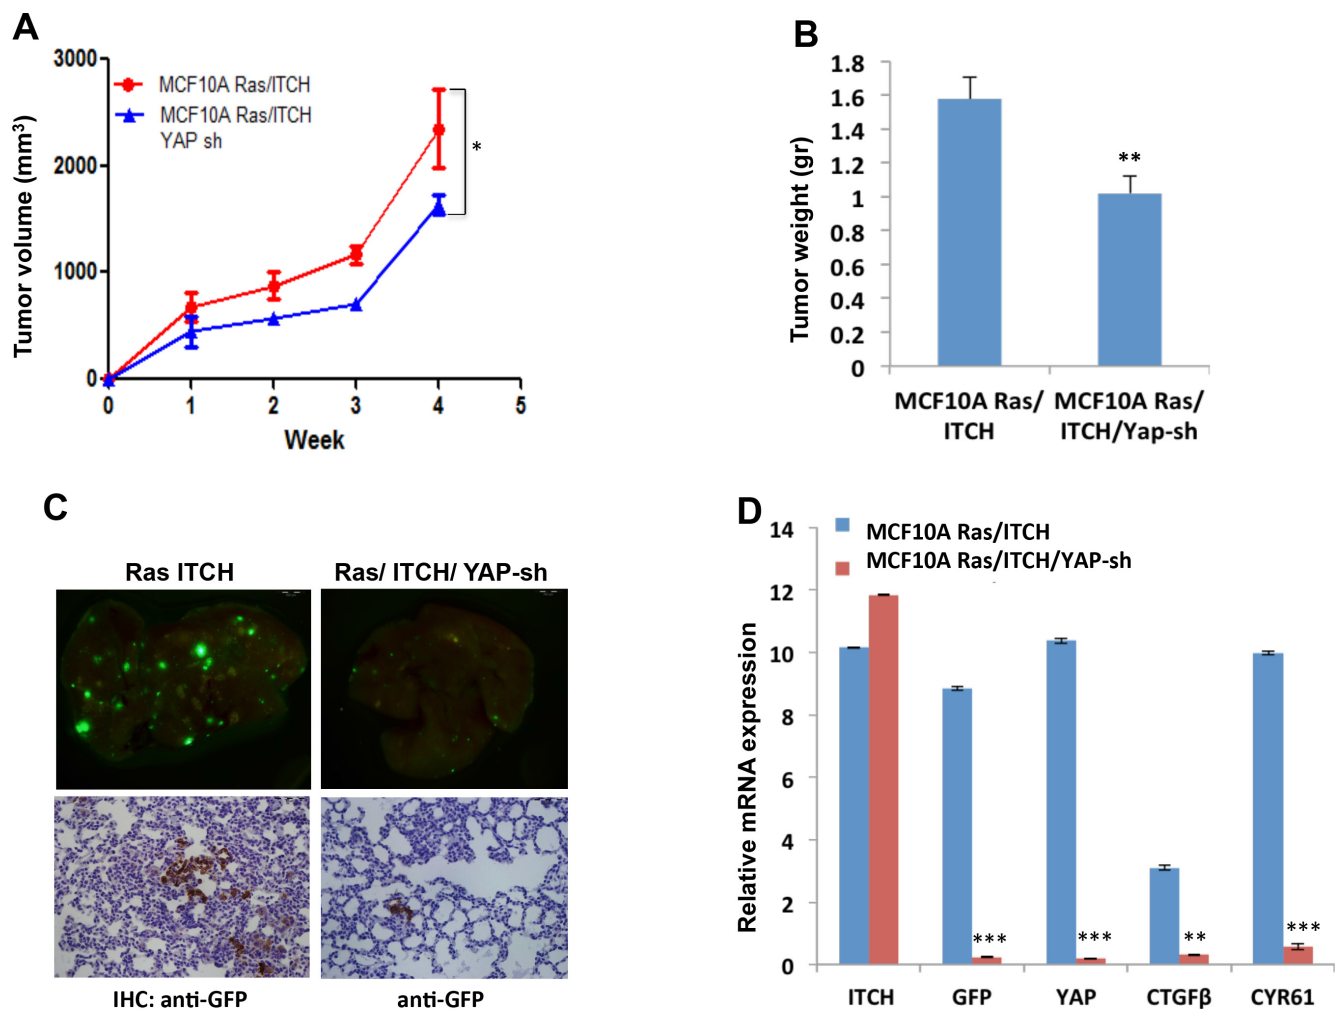 A
3000
2000
1000
0
Tumor volume (mm³)
MCF10A Ras/ITCH
MCF10A Ras/ITCH
YAP sh
*
0 1 2 3 4 5
Week
B
1.8
1.6
1.4
1.2
1
0.8
0.6
0.4
0.2
0
Tumor weight (gr)
**
MCF10A Ras/
ITCH
MCF10A Ras/
ITCH/Yap-sh
C
Ras ITCH
Ras/ ITCH/ YAP-sh
IHC: anti-GFP
anti-GFP
D
14
12
10
8
6
4
2
0
Relative mRNA expression
MCF10A Ras/ITCH
MCF10A Ras/ITCH/YAP-sh
***
***
**
***
ITCH GFP YAP CTGFβ CYR61